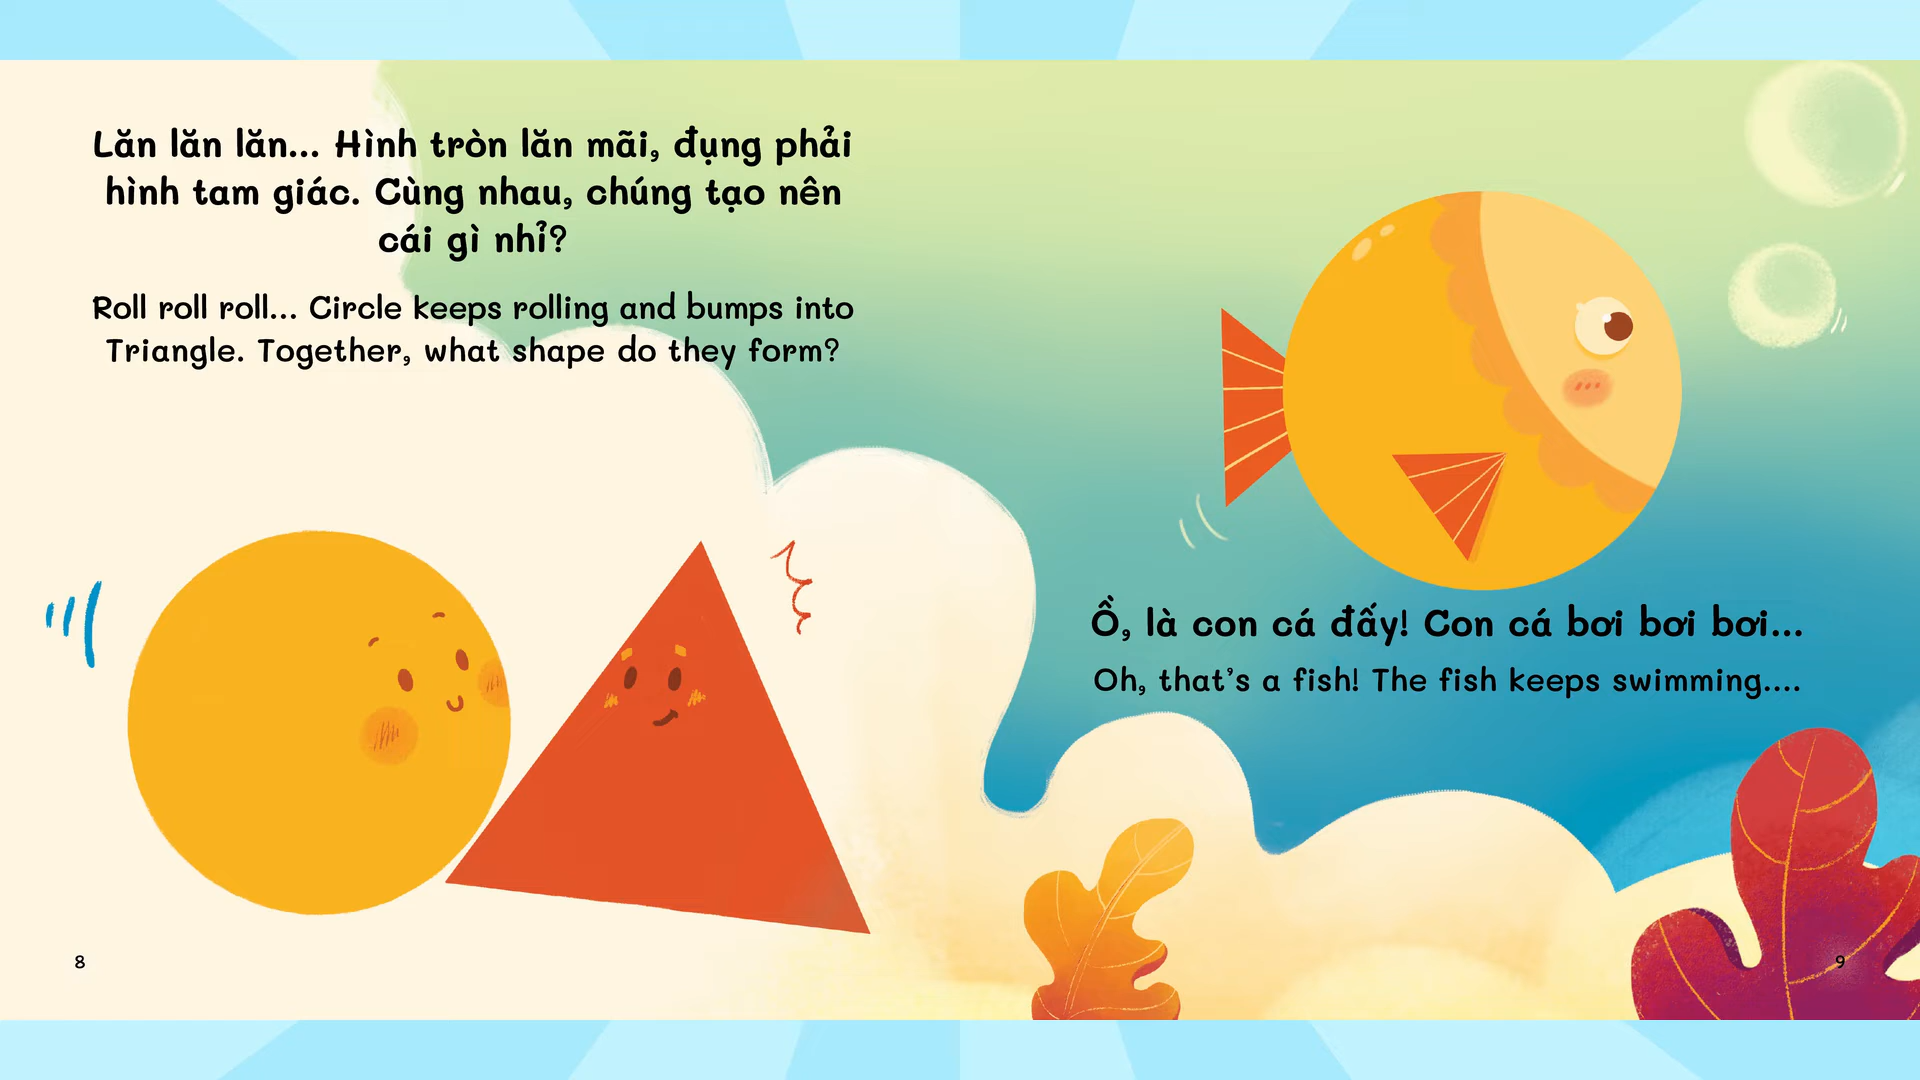 Lăn lăn lăn... Hình tròn lăn mãi, đụng phải
hình tam giác. Cùng nhau, chúng tạo nên
cái gì nhỉ?
Roll roll roll... Circle keeps rolling and bumps into
Triangle. Together, what shape do they form?
8
Ồ, là con cá đấy! Con cá bơi bơi bơi...
Oh, that's a fish! The fish keeps swimming....
9